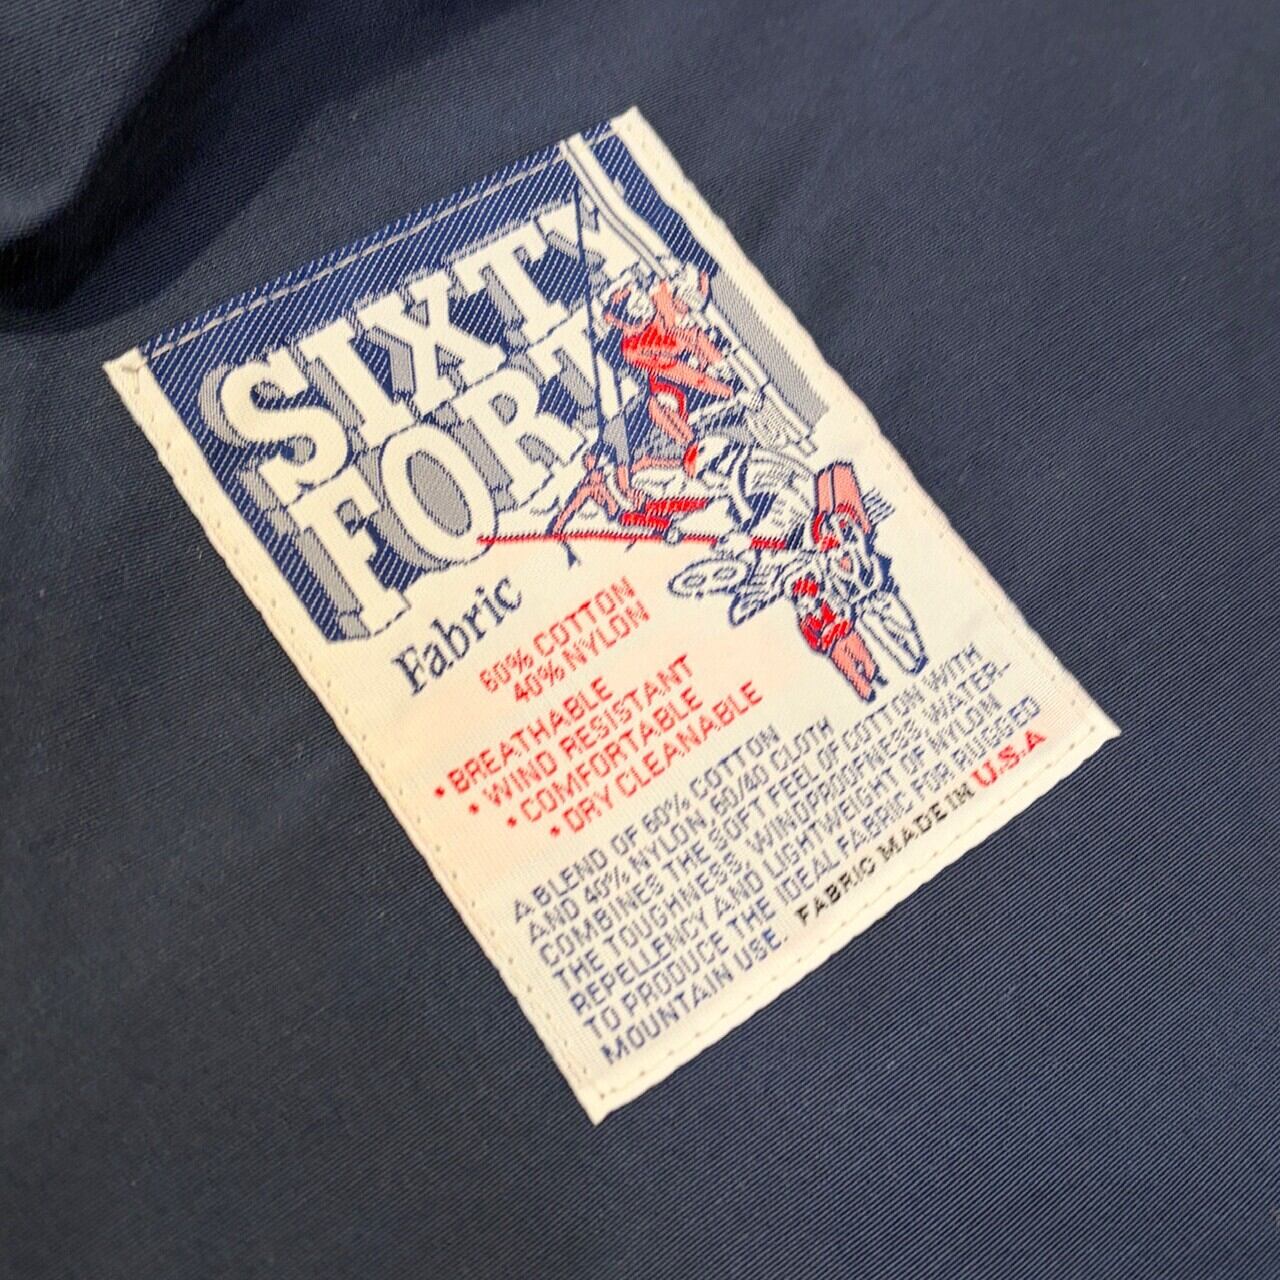 SIXTY
FORTY
Fabric
60% COTTON
40% NYLON
• BREATHABLE
• WIND RESISTANT
• COMFORTABLE
• DRY CLEANABLE
A BLEND OF 60% COTTON
AND 40% NYLON, 60/40 CLOTH
COMBINES THE SOFT FEEL OF COTTON WITH
THE TOUGHNESS, WINDPROOFNESS, WATER-
REPELLENCY AND LIGHTWEIGHT OF NYLON
TO PRODUCE THE IDEAL FABRIC FOR RUGGED
MOUNTAIN USE. FABRIC MADE IN U.S.A